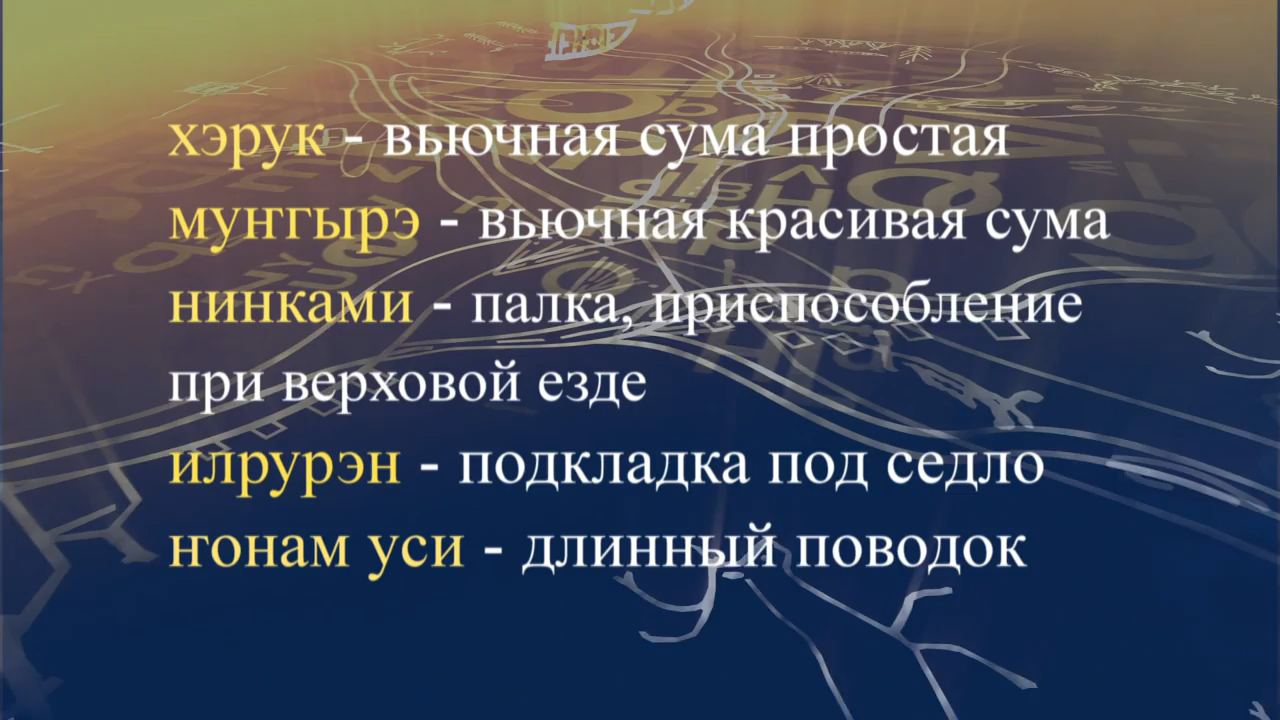 хэрук - вьючная сума простая
мунгырэ - вьючная красивая сума
нинками - палка, приспособление
при верховой езде
илрурэн - подкладка под седло
ҥонам уси - длинный поводок